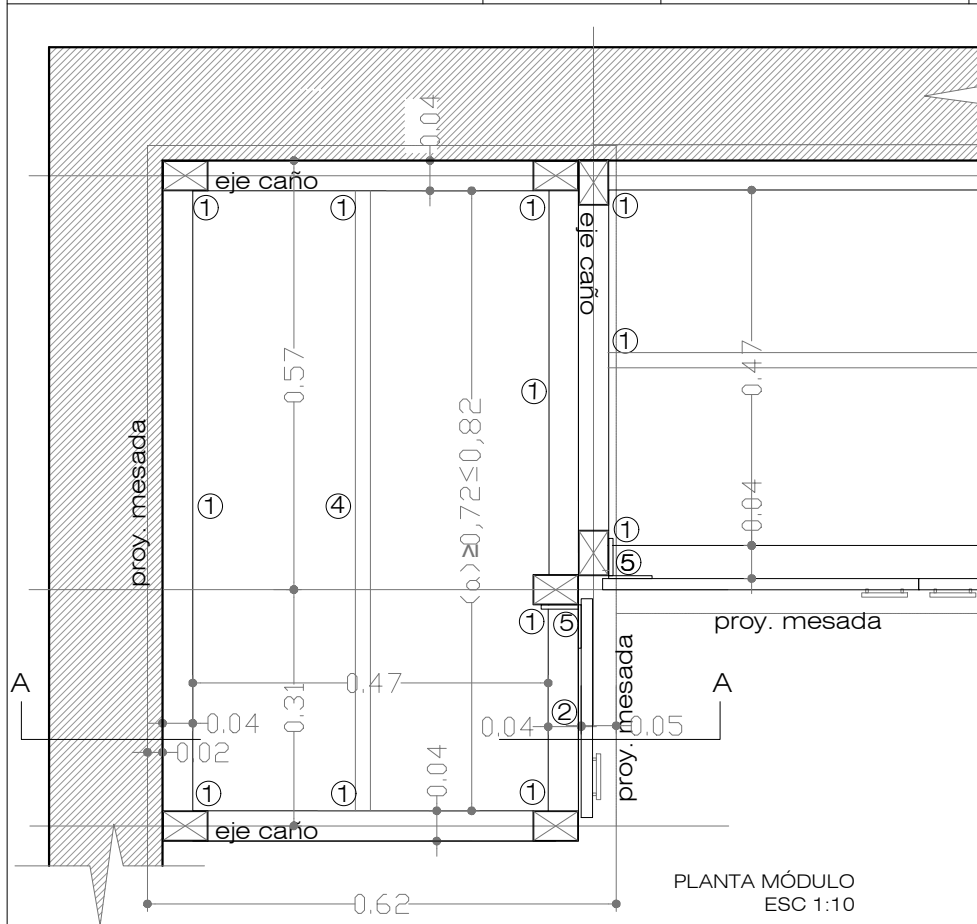 0.04
eje caño
1
1
1
1
eje caño
1
0.57
0.47
1
(a)≥0,72≤0,82
proy. mesada
1
4
0.04
1
5
1
5
proy. mesada
proy. mesada
A
0.47
A
0.31
0.04
2
0.04
0.05
0.02
0.04
1
1
1
eje caño
PLANTA MÓDULO
0.62
ESC 1:10